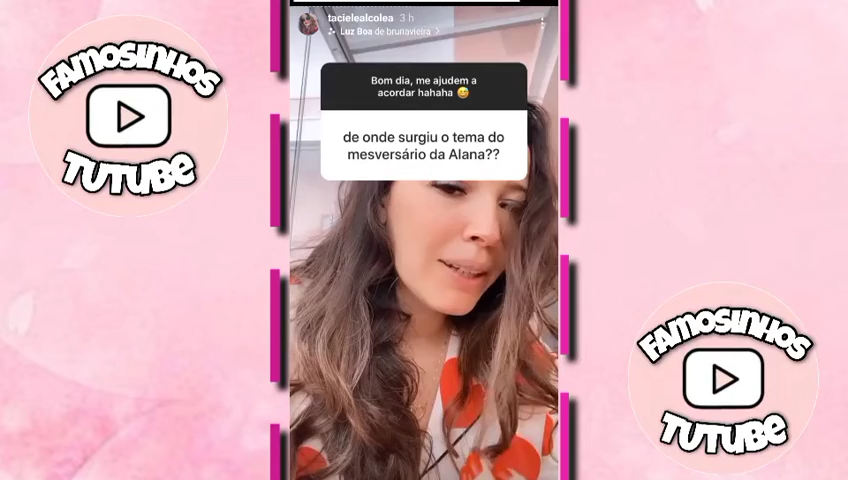 FAMOSINHOS
TUTUBE
tacielealcolea 3 h
Luz Boa de brunavieira >
Bom dia, me ajudem a
acordar hahaha 😅
de onde surgiu o tema do
mesversário da Alana??
FAMOSINHOS
TUTUBE